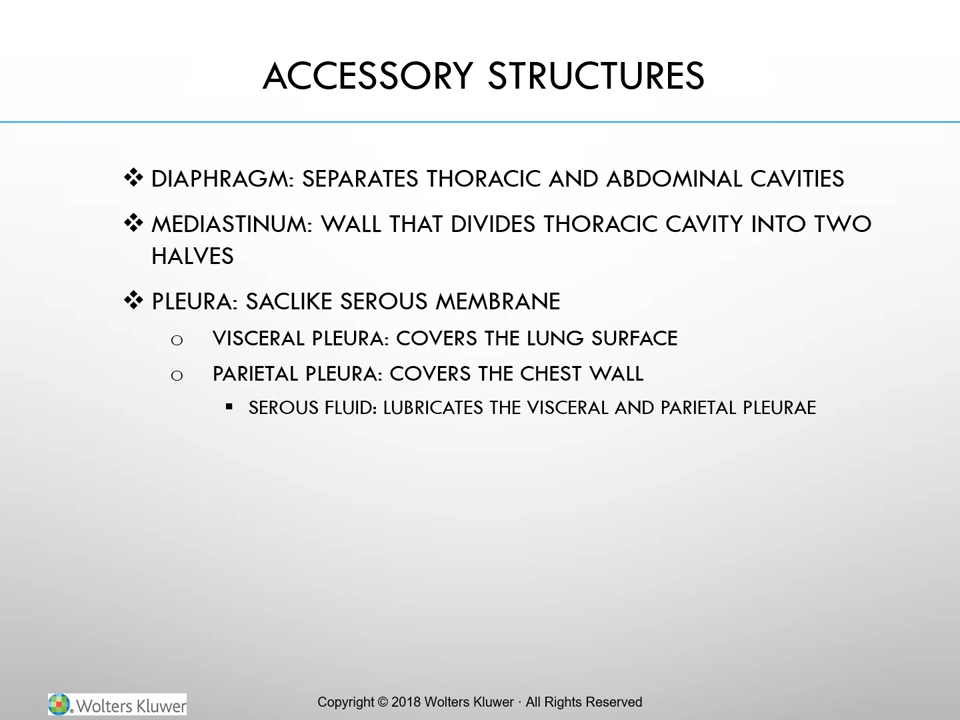 ACCESSORY STRUCTURES
❖ DIAPHRAGM: SEPARATES THORACIC AND ABDOMINAL CAVITIES
❖ MEDIASTINUM: WALL THAT DIVIDES THORACIC CAVITY INTO TWO
HALVES
❖ PLEURA: SACLIKE SEROUS MEMBRANE
o VISCERAL PLEURA: COVERS THE LUNG SURFACE
o PARIETAL PLEURA: COVERS THE CHEST WALL
▪ SEROUS FLUID: LUBRICATES THE VISCERAL AND PARIETAL PLEURAE
Wolters Kluwer
Copyright © 2018 Wolters Kluwer · All Rights Reserved